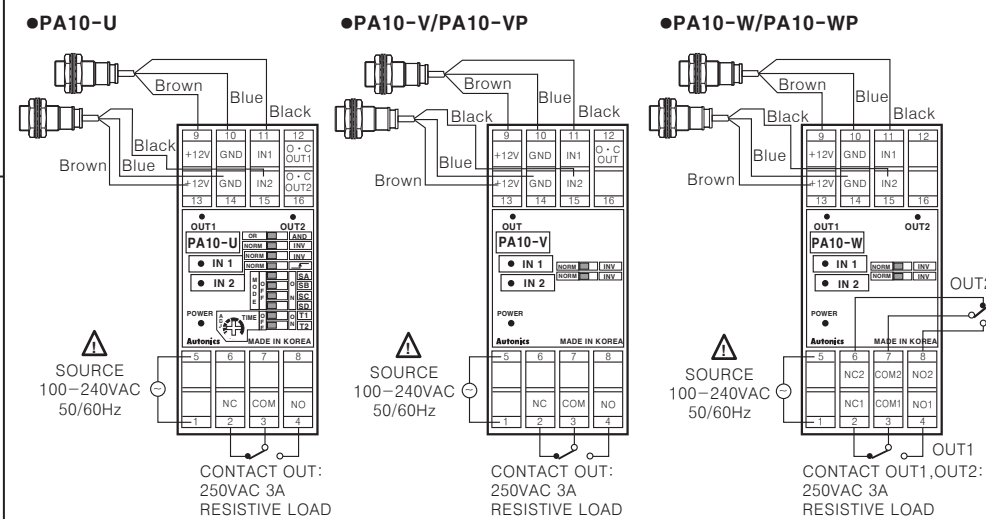 ●PA10-U
Brown
Blue
Black
Black
Brown
Blue
9 10 11 12
+12V GND IN1 O·C OUT1
+12V GND IN2 O·C OUT2
13 14 15 16
OUT1 OUT2
PA10-U
OR AND
NORM INV
NORM INV
NORM
IN 1
IN 2
MODE
OFF
ON
SA
SB
SC
SD
ADJ
TIME
OFF
ON
T1
T2
POWER
Autonics MADE IN KOREA
5 6 7 8
NC COM NO
1 2 3 4
SOURCE
100-240VAC
50/60Hz
CONTACT OUT:
250VAC 3A
RESISTIVE LOAD
●PA10-V/PA10-VP
Brown
Blue
Black
Black
Blue
Brown
9 10 11 12
+12V GND IN1 O·C OUT
+12V GND IN2
13 14 15 16
OUT
PA10-V
IN 1
IN 2
NORM INV
NORM INV
POWER
Autonics MADE IN KOREA
5 6 7 8
NC COM NO
1 2 3 4
SOURCE
100-240VAC
50/60Hz
CONTACT OUT:
250VAC 3A
RESISTIVE LOAD
●PA10-W/PA10-WP
Brown
Blue
Black
Black
Blue
Brown
9 10 11 12
+12V GND IN1
+12V GND IN2
13 14 15 16
OUT1 OUT2
PA10-W
IN 1
IN 2
NORM INV
NORM INV
OUT2
POWER
Autonics MADE IN KOREA
5 6 7 8
NC2 COM2 NO2
NC1 COM1 NO1
1 2 3 4
OUT1
SOURCE
100-240VAC
50/60Hz
CONTACT OUT1,OUT2:
250VAC 3A
RESISTIVE LOAD